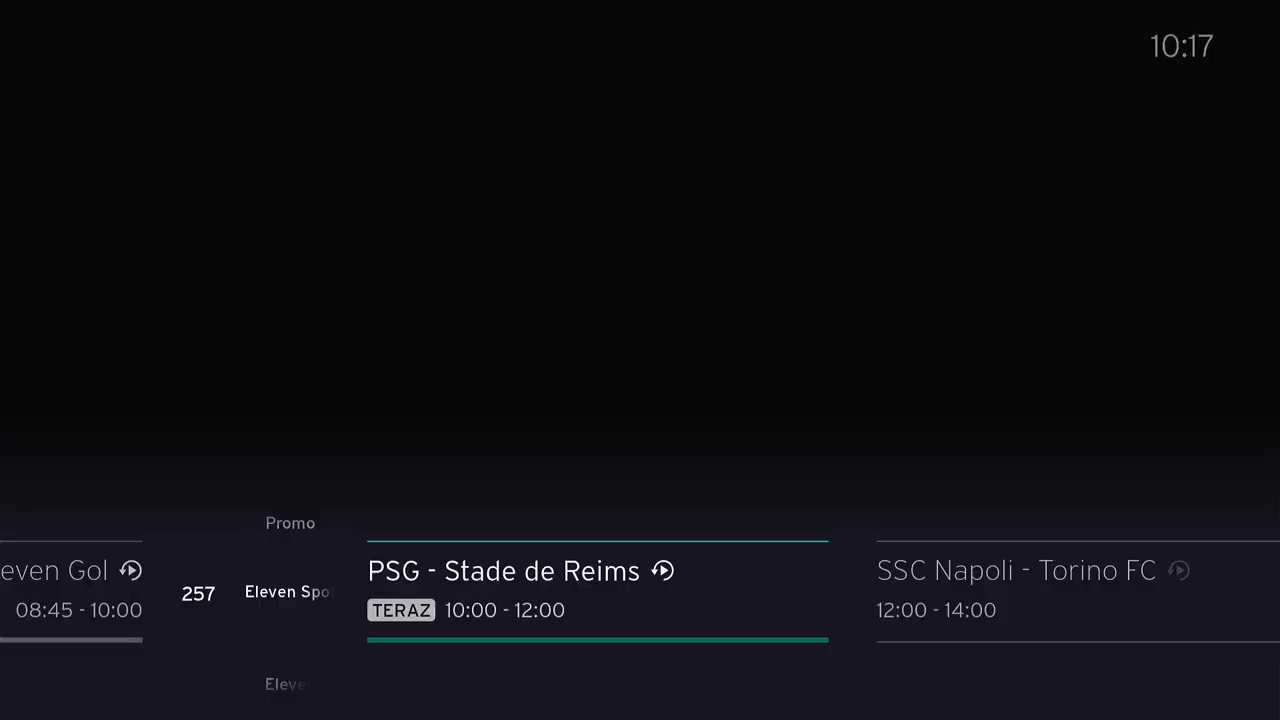 10:17
Promo
even Gol
08:45 - 10:00
257
Eleven Spo
PSG - Stade de Reims
TERAZ 10:00 - 12:00
SSC Napoli - Torino FC
12:00 - 14:00
Eleve